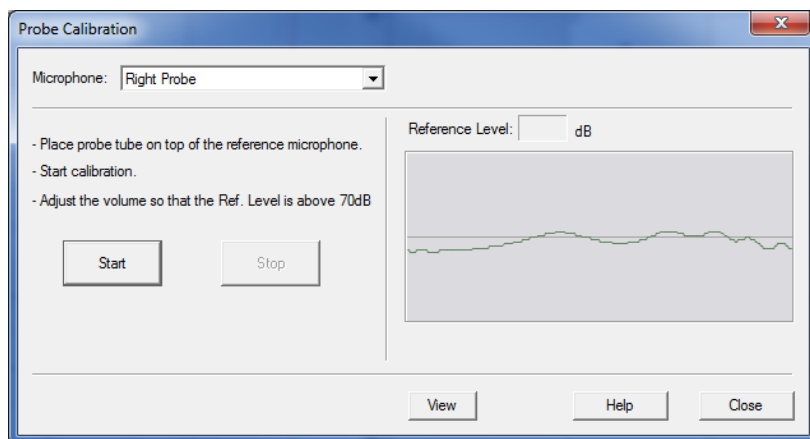 Probe Calibration
Microphone: Right Probe
- Place probe tube on top of the reference microphone.
- Start calibration.
- Adjust the volume so that the Ref. Level is above 70dB
Start Stop
Reference Level: dB
View Help Close